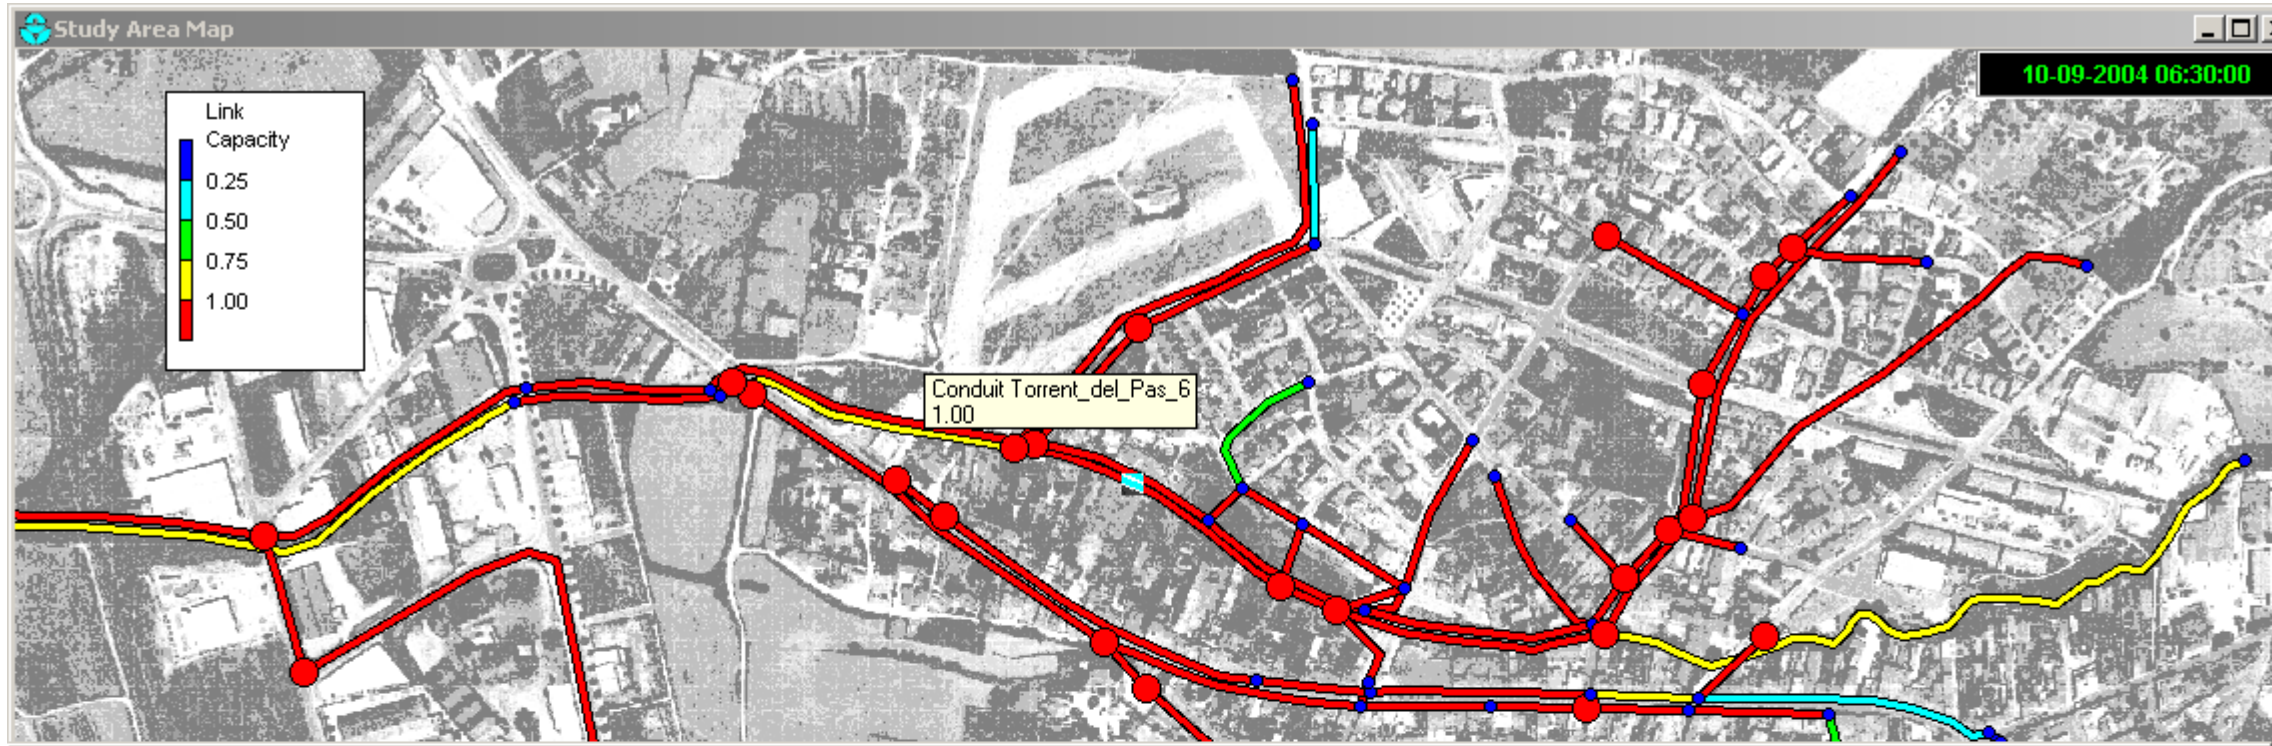 Study Area Map
10-09-2004 06:30:00
Link
Capacity
0.25
0.50
0.75
1.00
Conduit Torrent_del_Pas_6
1.00